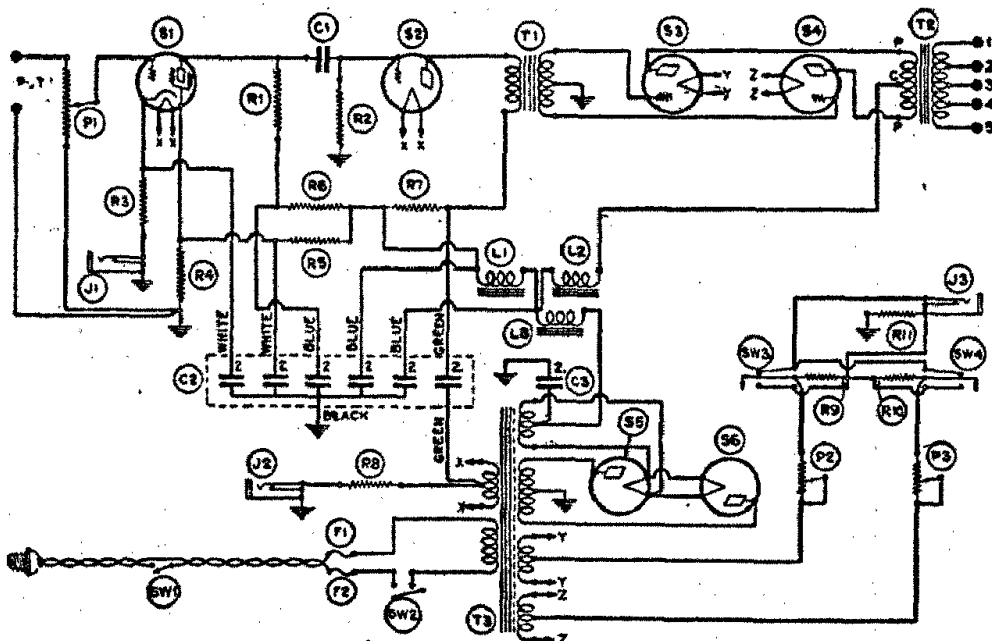 S1
C1
S2
T1
S3
S4
T2
P
1
2
C
3
4
P
5
P1
R1
R2
X X
X X
Y
Y
Z
Z
R3
R6
R7
R4
R5
L1
L2
J1
L3
J3
R11
SW3
SW4
WHITE
WHITE
BLUE
BLUE
BLUE
GREEN
C2
2
2
2
2
2
2
2
C3
R9
R10
BLACK
GREEN
S5
S6
P2
P3
J2
R8
X
X
F1
F2
SW1
SW2
T3
Y
Y
Z
Z